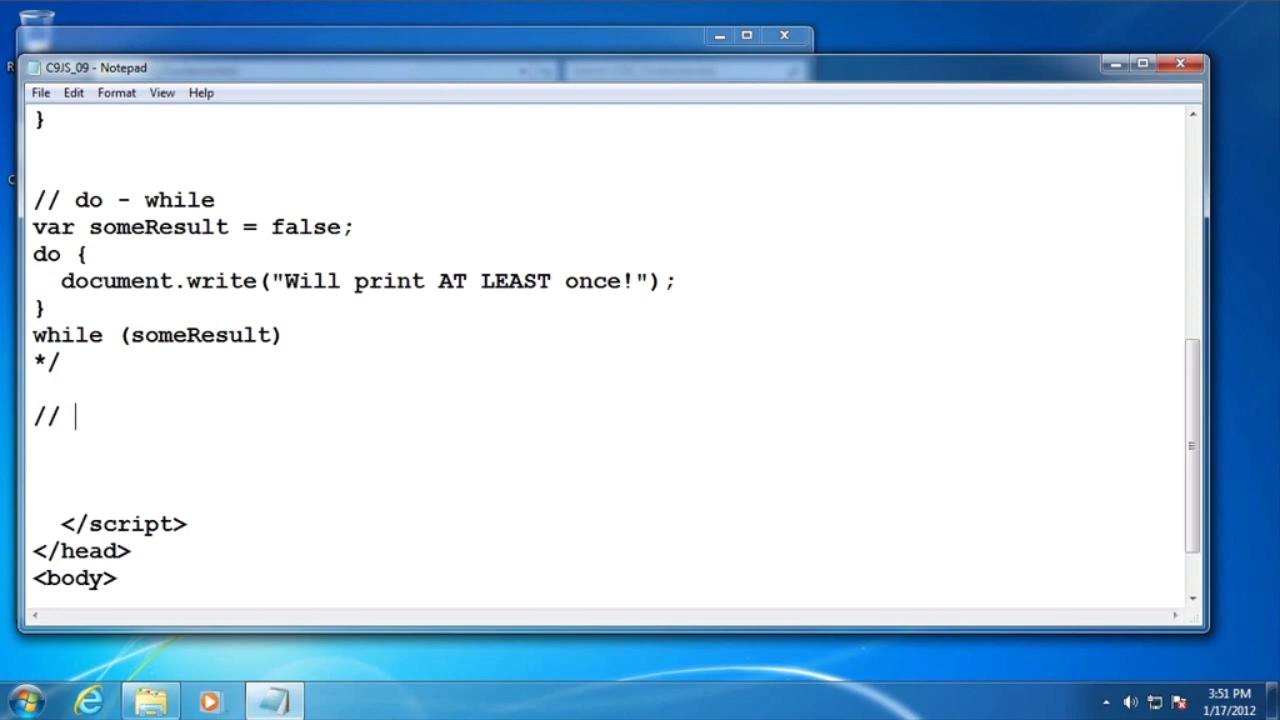 C9JS_09 - Notepad
File Edit Format View Help
}
// do - while
var someResult = false;
do {
document.write("Will print AT LEAST once!");
}
while (someResult)
*/
//
</script>
</head>
<body>
3:51 PM
1/17/2012